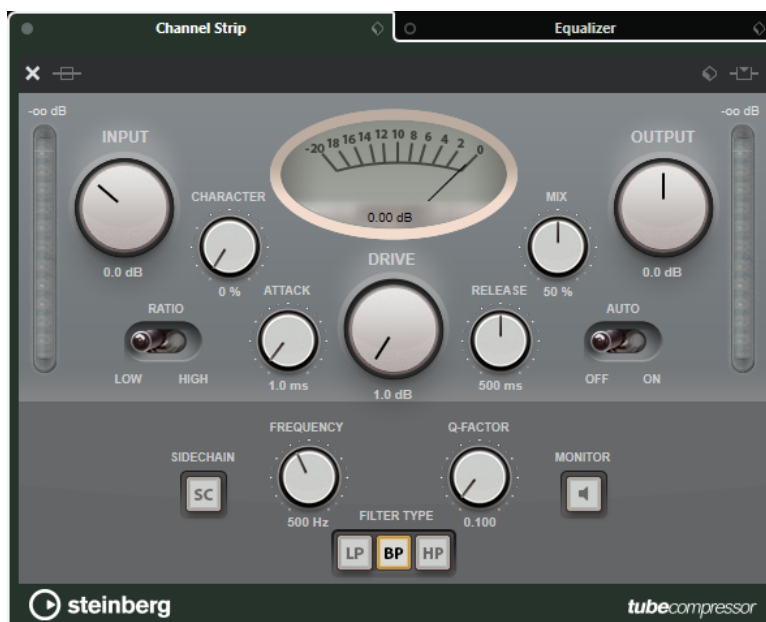 Channel Strip
Equalizer
-oo dB
-oo dB
INPUT
OUTPUT
-20 18 16 14 12 10 8 6 4 2 0
0.00 dB
CHARACTER
MIX
0.0 dB
0.0 dB
DRIVE
0 %
ATTACK
RELEASE
50 %
RATIO
AUTO
LOW
HIGH
1.0 ms
1.0 dB
500 ms
OFF
ON
FREQUENCY
Q-FACTOR
SIDECHAIN
MONITOR
SC
500 Hz
FILTER TYPE
0.100
LP
BP
HP
steinberg
tubecompressor